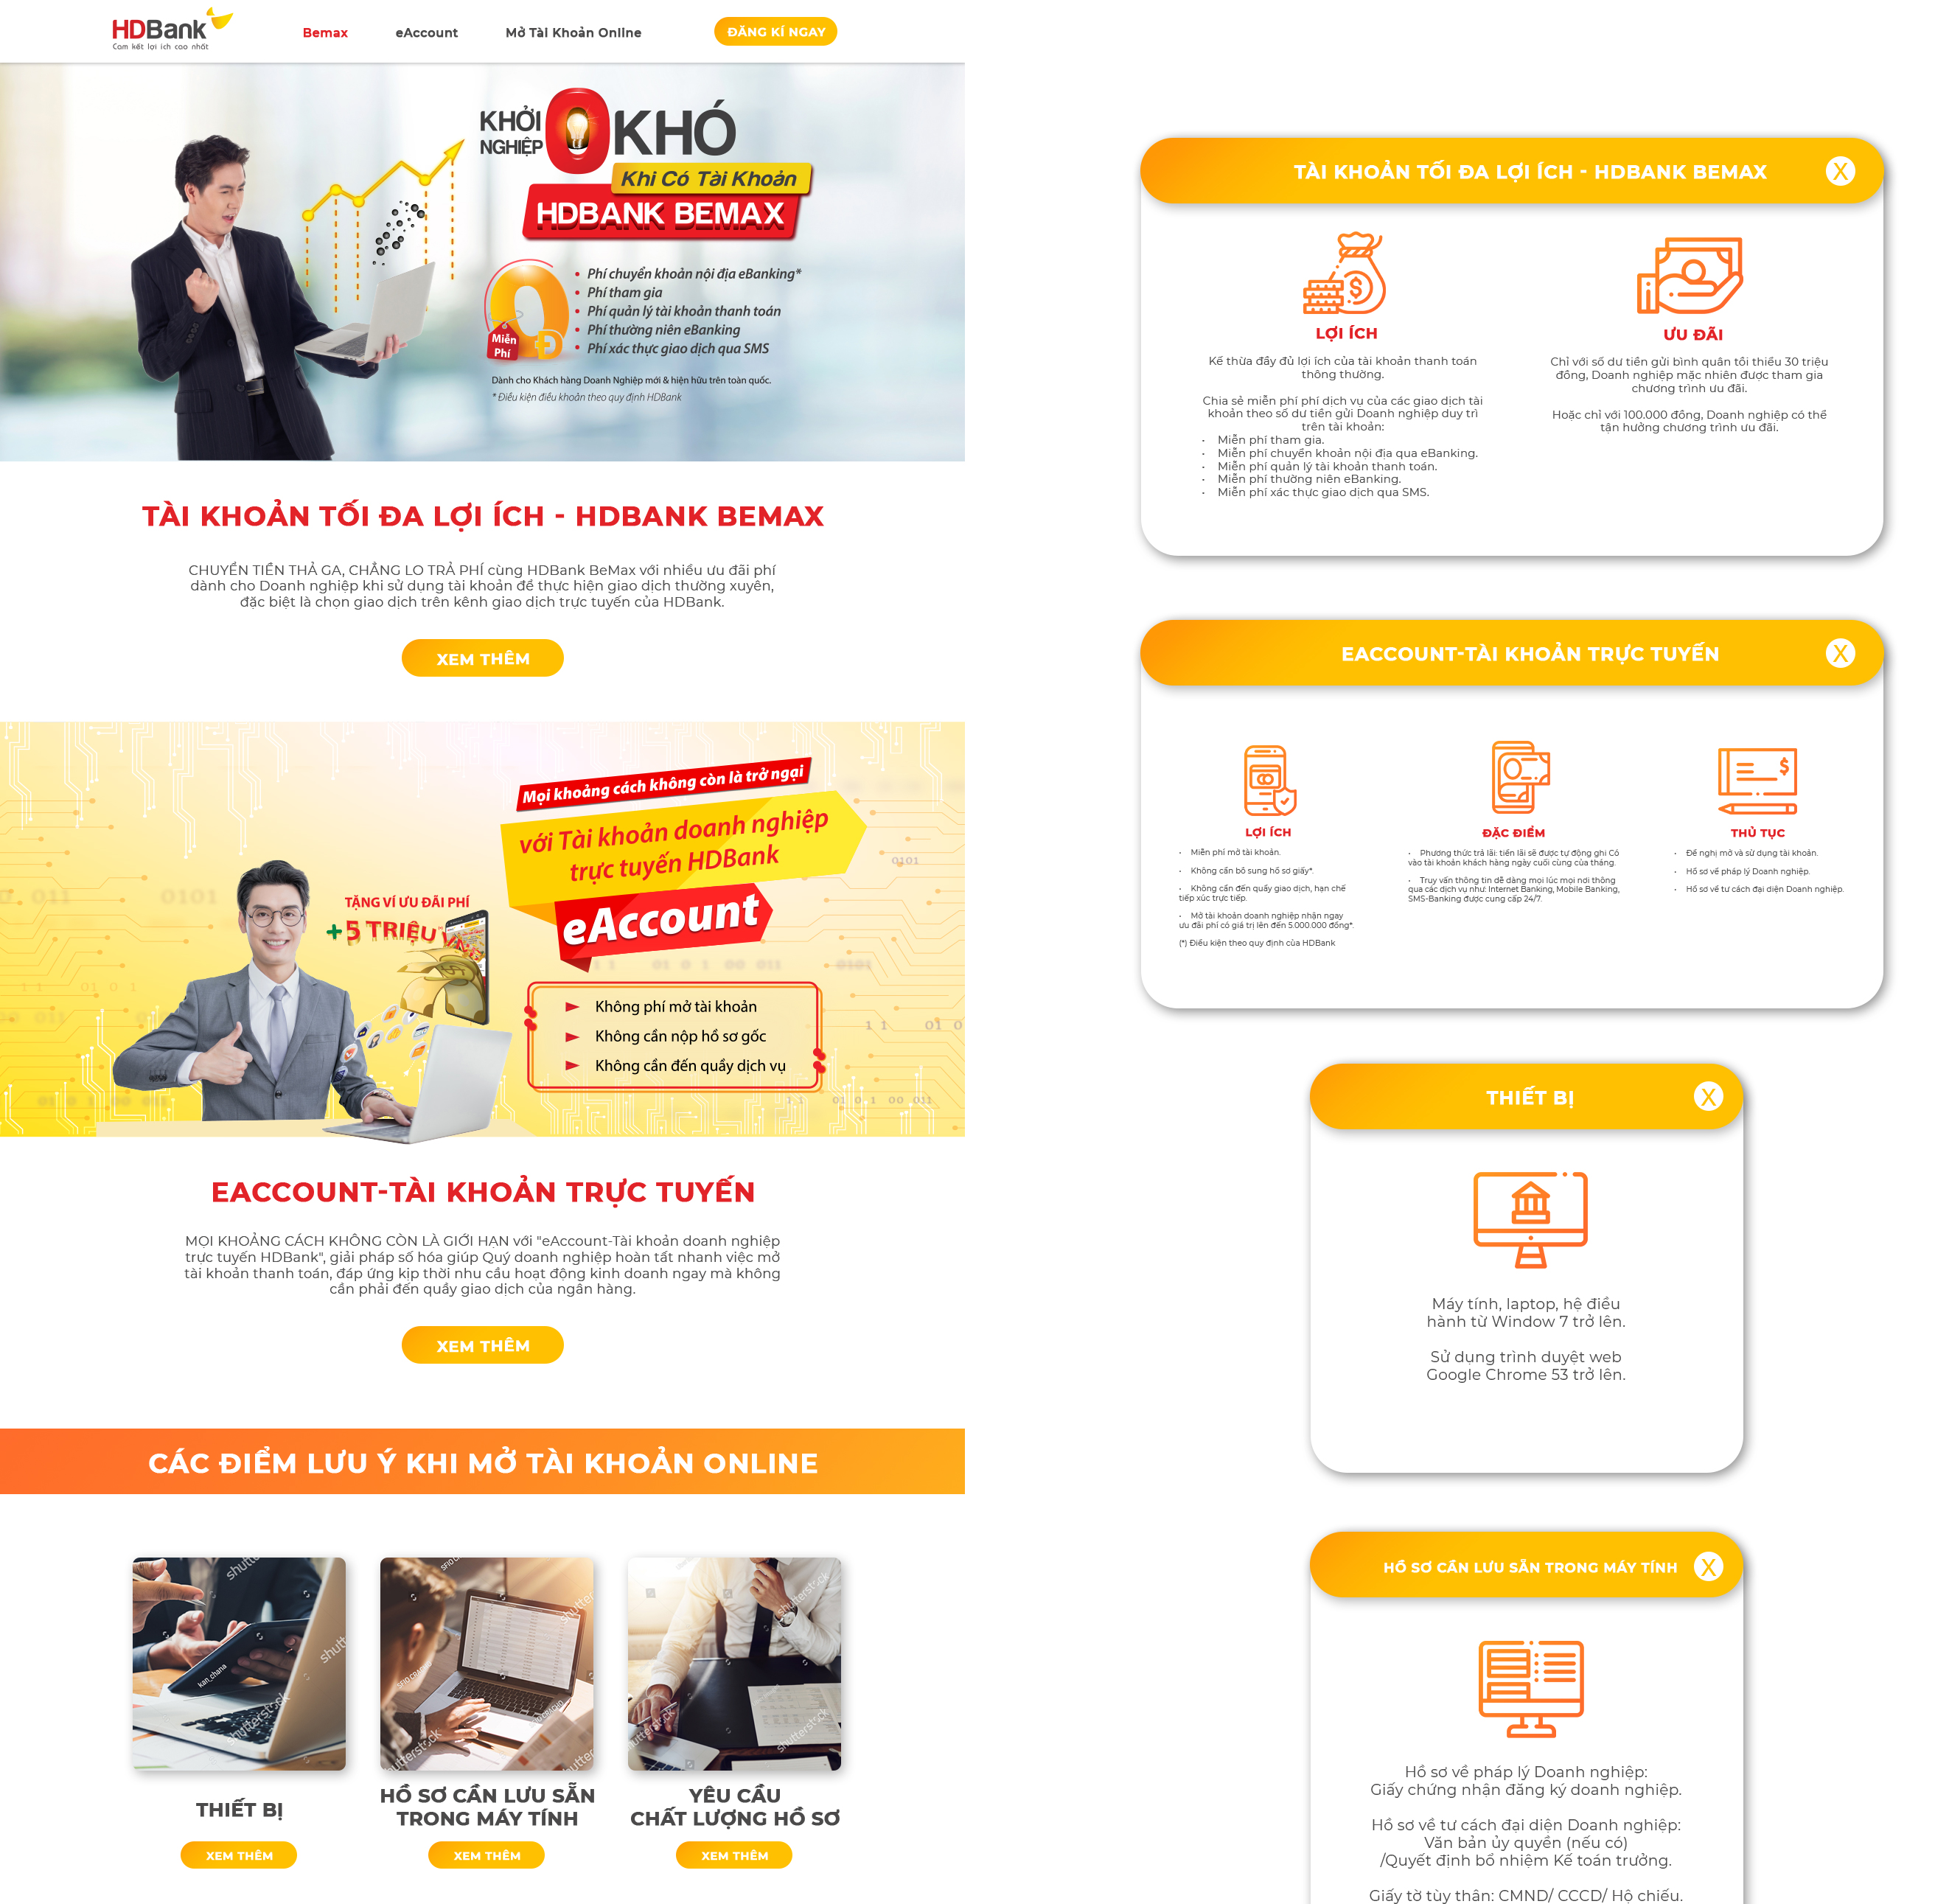 HDBank
Cam kết lợi ích cao nhất
Bemax
eAccount
Mở Tài Khoản Online
ĐĂNG KÍ NGAY
KHỞI
NGHIỆP
0 KHÓ
Khi Có Tài Khoản
HDBANK BEMAX
0Đ
Miễn
Phí
• Phí chuyển khoản nội địa eBanking*
• Phí tham gia
• Phí quản lý tài khoản thanh toán
• Phí thường niên eBanking
• Phí xác thực giao dịch qua SMS
Dành cho Khách hàng Doanh Nghiệp mới & hiện hữu trên toàn quốc.
* Điều kiện điều khoản theo quy định HDBank
TÀI KHOẢN TỐI ĐA LỢI ÍCH - HDBANK BEMAX
CHUYỂN TIỀN THẢ GA, CHẲNG LO TRẢ PHÍ cùng HDBank BeMax với nhiều ưu đãi phí
dành cho Doanh nghiệp khi sử dụng tài khoản để thực hiện giao dịch thường xuyên,
đặc biệt là chọn giao dịch trên kênh giao dịch trực tuyến của HDBank.
XEM THÊM
Mọi khoảng cách không còn là trở ngại
với Tài khoản doanh nghiệp
trực tuyến HDBank
eAccount
TẶNG VÍ ƯU ĐÃI PHÍ
+5 TRIỆU VNĐ
Không phí mở tài khoản
Không cần nộp hồ sơ gốc
Không cần đến quầy dịch vụ
EACCOUNT-TÀI KHOẢN TRỰC TUYẾN
MỌI KHOẢNG CÁCH KHÔNG CÒN LÀ GIỚI HẠN với "eAccount-Tài khoản doanh nghiệp
trực tuyến HDBank", giải pháp số hóa giúp Quý doanh nghiệp hoàn tất nhanh việc mở
tài khoản thanh toán, đáp ứng kịp thời nhu cầu hoạt động kinh doanh ngay mà không
cần phải đến quầy giao dịch của ngân hàng.
XEM THÊM
CÁC ĐIỂM LƯU Ý KHI MỞ TÀI KHOẢN ONLINE
THIẾT BỊ
XEM THÊM
HỒ SƠ CẦN LƯU SẴN
TRONG MÁY TÍNH
XEM THÊM
YÊU CẦU
CHẤT LƯỢNG HỒ SƠ
XEM THÊM
TÀI KHOẢN TỐI ĐA LỢI ÍCH - HDBANK BEMAX
X
LỢI ÍCH
Kế thừa đầy đủ lợi ích của tài khoản thanh toán
thông thường.
Chia sẻ miễn phí phí dịch vụ của các giao dịch tài
khoản theo số dư tiền gửi Doanh nghiệp duy trì
trên tài khoản:
• Miễn phí tham gia.
• Miễn phí chuyển khoản nội địa qua eBanking.
• Miễn phí quản lý tài khoản thanh toán.
• Miễn phí thường niên eBanking.
• Miễn phí xác thực giao dịch qua SMS.
ƯU ĐÃI
Chỉ với số dư tiền gửi bình quân tối thiểu 30 triệu
đồng, Doanh nghiệp mặc nhiên được tham gia
chương trình ưu đãi.
Hoặc chỉ với 100.000 đồng, Doanh nghiệp có thể
tận hưởng chương trình ưu đãi.
EACCOUNT-TÀI KHOẢN TRỰC TUYẾN
X
LỢI ÍCH
• Miễn phí mở tài khoản.
• Không cần bổ sung hồ sơ giấy*.
• Không cần đến quầy giao dịch, hạn chế
tiếp xúc trực tiếp.
• Mở tài khoản doanh nghiệp nhận ngay
ưu đãi phí có giá trị lên đến 5.000.000 đồng*.
(*) Điều kiện theo quy định của HDBank
ĐẶC ĐIỂM
• Phương thức trả lãi: tiền lãi sẽ được tự động ghi Có
vào tài khoản khách hàng ngày cuối cùng của tháng.
• Truy vấn thông tin dễ dàng mọi lúc mọi nơi thông
qua các dịch vụ như: Internet Banking, Mobile Banking,
SMS-Banking được cung cấp 24/7.
THỦ TỤC
• Đề nghị mở và sử dụng tài khoản.
• Hồ sơ về pháp lý Doanh nghiệp.
• Hồ sơ về tư cách đại diện Doanh nghiệp.
THIẾT BỊ
X
Máy tính, laptop, hệ điều
hành từ Window 7 trở lên.
Sử dụng trình duyệt web
Google Chrome 53 trở lên.
HỒ SƠ CẦN LƯU SẴN TRONG MÁY TÍNH
X
Hồ sơ về pháp lý Doanh nghiệp:
Giấy chứng nhận đăng ký doanh nghiệp.
Hồ sơ về tư cách đại diện Doanh nghiệp:
Văn bản ủy quyền (nếu có)
/Quyết định bổ nhiệm Kế toán trưởng.
Giấy tờ tùy thân: CMND/ CCCD/ Hộ chiếu.